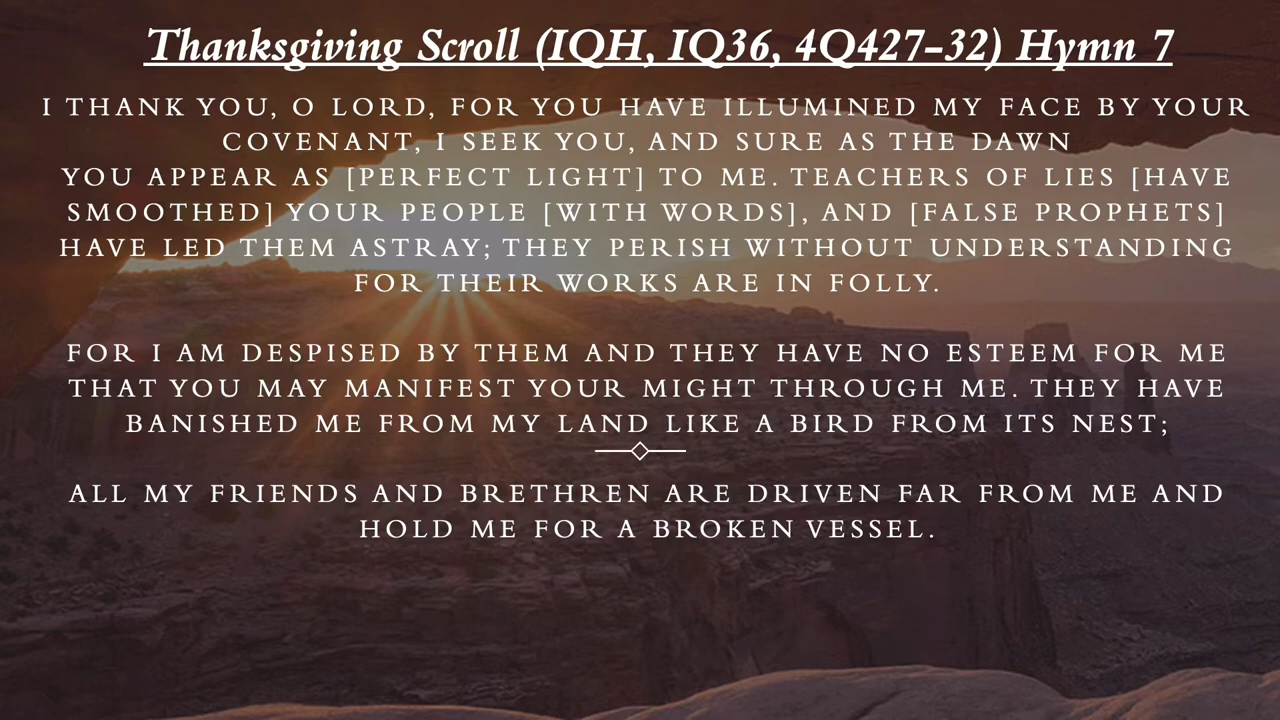 Thanksgiving Scroll (IQH, IQ36, 4Q427-32) Hymn 7
I THANK YOU, O LORD, FOR YOU HAVE ILLUMINED MY FACE BY YOUR
COVENANT, I SEEK YOU, AND SURE AS THE DAWN
YOU APPEAR AS [PERFECT LIGHT] TO ME. TEACHERS OF LIES [HAVE
SMOOTHED] YOUR PEOPLE [WITH WORDS], AND [FALSE PROPHETS]
HAVE LED THEM ASTRAY; THEY PERISH WITHOUT UNDERSTANDING
FOR THEIR WORKS ARE IN FOLLY.
FOR I AM DESPISED BY THEM AND THEY HAVE NO ESTEEM FOR ME
THAT YOU MAY MANIFEST YOUR MIGHT THROUGH ME. THEY HAVE
BANISHED ME FROM MY LAND LIKE A BIRD FROM ITS NEST;
ALL MY FRIENDS AND BRETHREN ARE DRIVEN FAR FROM ME AND
HOLD ME FOR A BROKEN VESSEL.